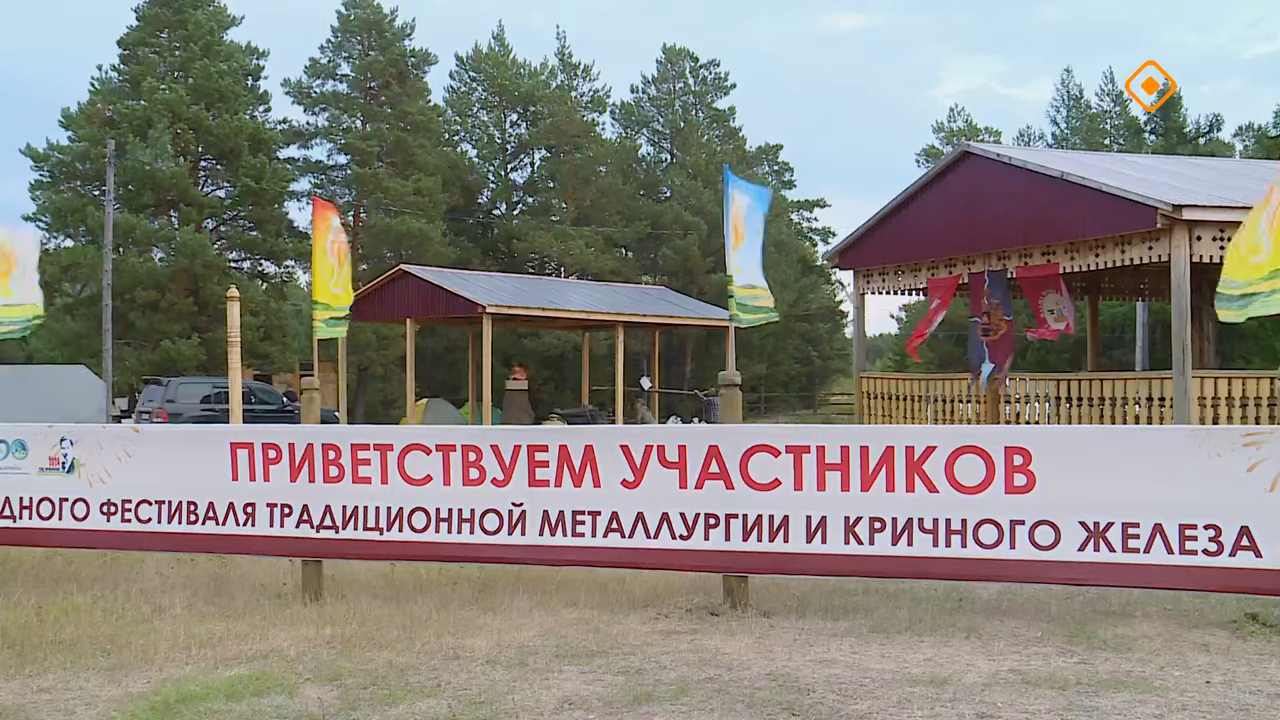 ПРИВЕТСТВУЕМ УЧАСТНИКОВ
ДНОГО ФЕСТИВАЛЯ ТРАДИЦИОННОЙ МЕТАЛЛУРГИИ И КРИЧНОГО ЖЕЛЕЗА